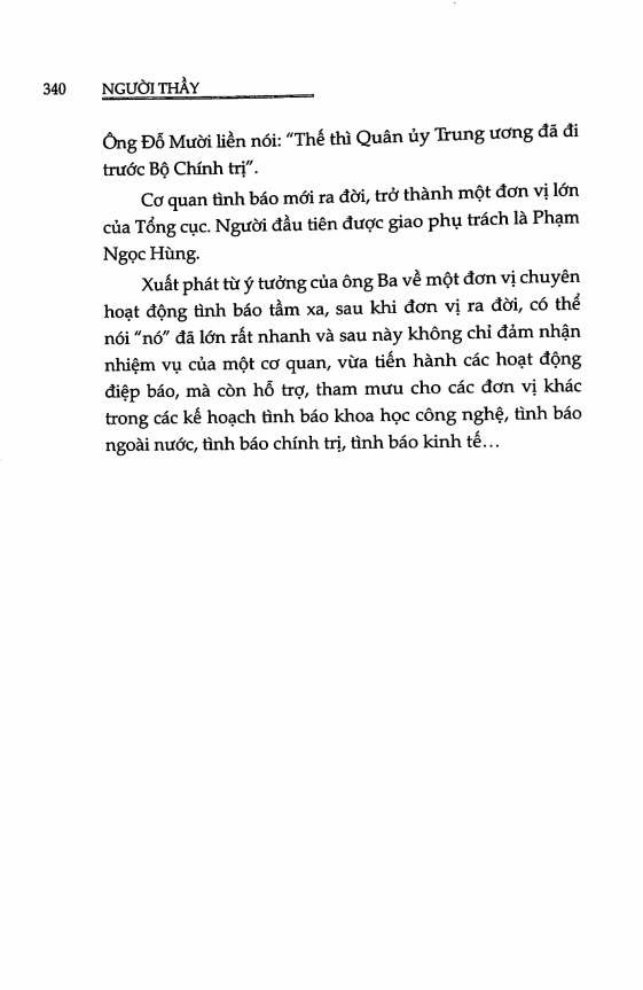 340 NGƯỜI THẦY
Ông Đỗ Mười liền nói: “Thế thì Quân ủy Trung ương đã đi
trước Bộ Chính trị”.
Cơ quan tình báo mới ra đời, trở thành một đơn vị lớn
của Tổng cục. Người đầu tiên được giao phụ trách là Phạm
Ngọc Hùng.
Xuất phát từ ý tưởng của ông Ba về một đơn vị chuyên
hoạt động tình báo tầm xa, sau khi đơn vị ra đời, có thể
nói “nó” đã lớn rất nhanh và sau này không chỉ đảm nhận
nhiệm vụ của một cơ quan, vừa tiến hành các hoạt động
điệp báo, mà còn hỗ trợ, tham mưu cho các đơn vị khác
trong các kế hoạch tình báo khoa học công nghệ, tình báo
ngoài nước, tình báo chính trị, tình báo kinh tế...